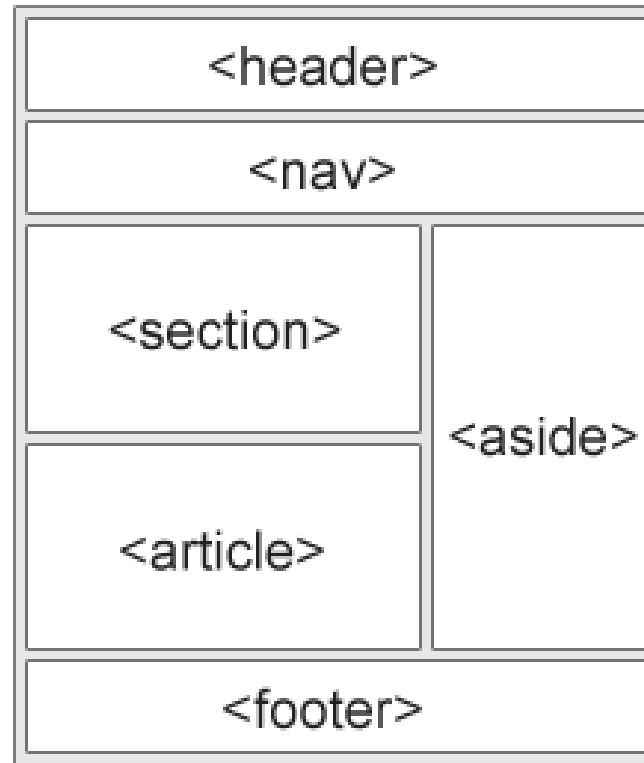 <header>
<nav>
<section>
<aside>
<article>
<footer>